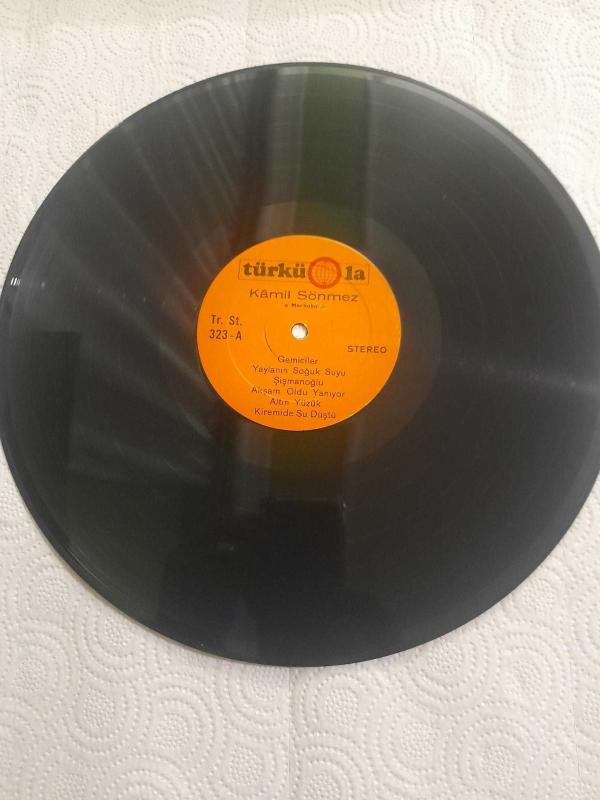 türkü la
Kâmil Sönmez
Tr. St.
323-A
STEREO
Gemiciler
Yaylanın Soğuk Suyu
Şişmanoğlu
Akşam Oldu Yanıyor
Altın Yüzük
Kiremide Su Düştü